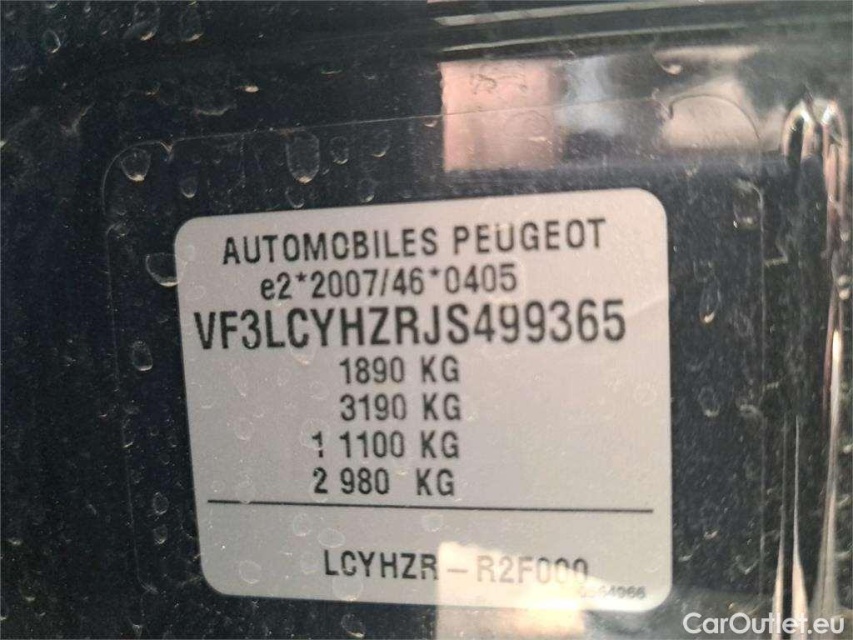 AUTOMOBILES PEUGEOT
e2*2007/46*0405
VF3LCYHZRJS499365
1890 KG
3190 KG
1 1100 KG
2 980 KG
LCYHZR - R2F000
CarOutlet.eu